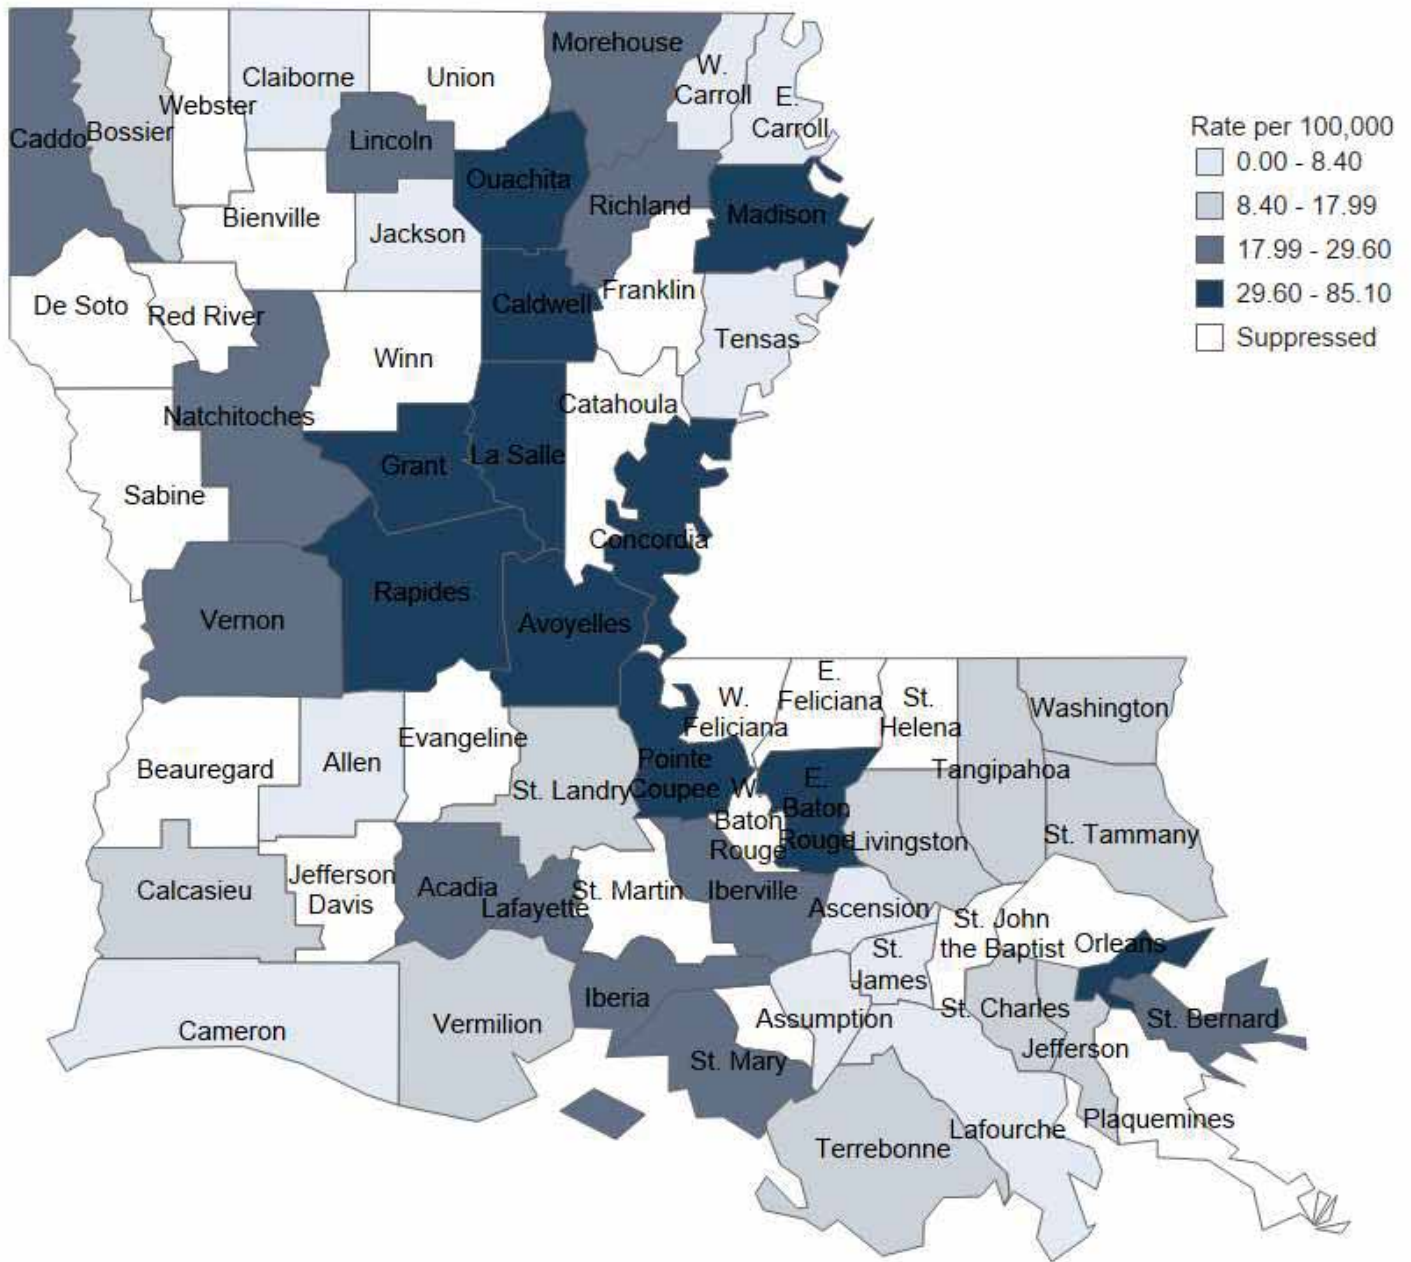 Morehouse
W.
Carroll
Claiborne
Union
E.
Carroll
Webster
Caddo
Bossier
Lincoln
Ouachita
Richland
Madison
Bienville
Jackson
De Soto
Red River
Caldwell
Franklin
Winn
Tensas
Natchitoches
Catahoula
Grant
La Salle
Sabine
Concordia
Rapides
Vernon
Avoyelles
Rate per 100,000
0.00 - 8.40
8.40 - 17.99
17.99 - 29.60
29.60 - 85.10
Suppressed
W.
Feliciana
E.
Feliciana
St.
Helena
Washington
Evangeline
Beauregard
Allen
Pointe
Coupee
Tangipahoa
St. Landry
W.
Baton
Rouge
E.
Baton
Rouge
Livingston
St. Tammany
Calcasieu
Jefferson
Davis
Acadia
Lafayette
St. Martin
Iberville
Ascension
St. John
the Baptist
Orleans
St.
James
Iberia
Assumption
St. Charles
St. Bernard
Cameron
Vermilion
St. Mary
Jefferson
Terrebonne
Lafourche
Plaquemines